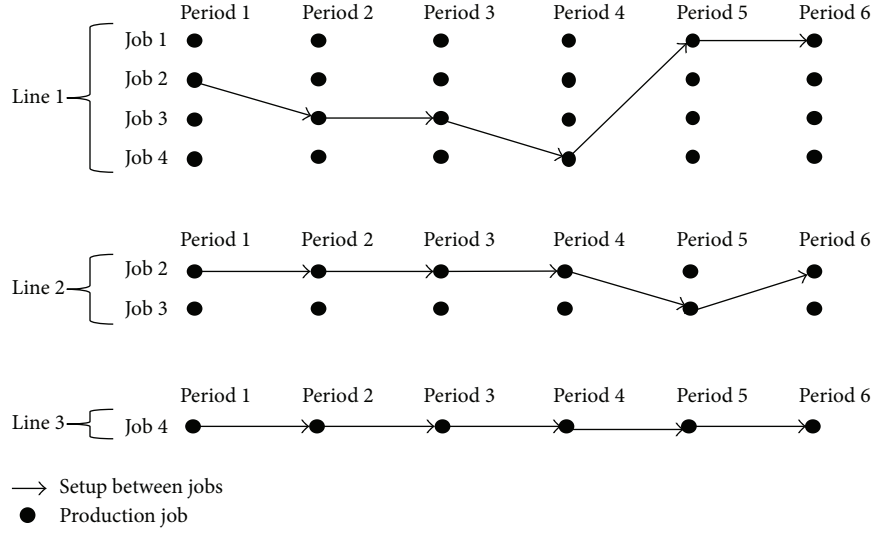 Period 1 Period 2 Period 3 Period 4 Period 5 Period 6
Job 1
Job 2
Line 1
Job 3
Job 4
Period 1 Period 2 Period 3 Period 4 Period 5 Period 6
Job 2
Line 2
Job 3
Period 1 Period 2 Period 3 Period 4 Period 5 Period 6
Line 3 Job 4
Setup between jobs
Production job